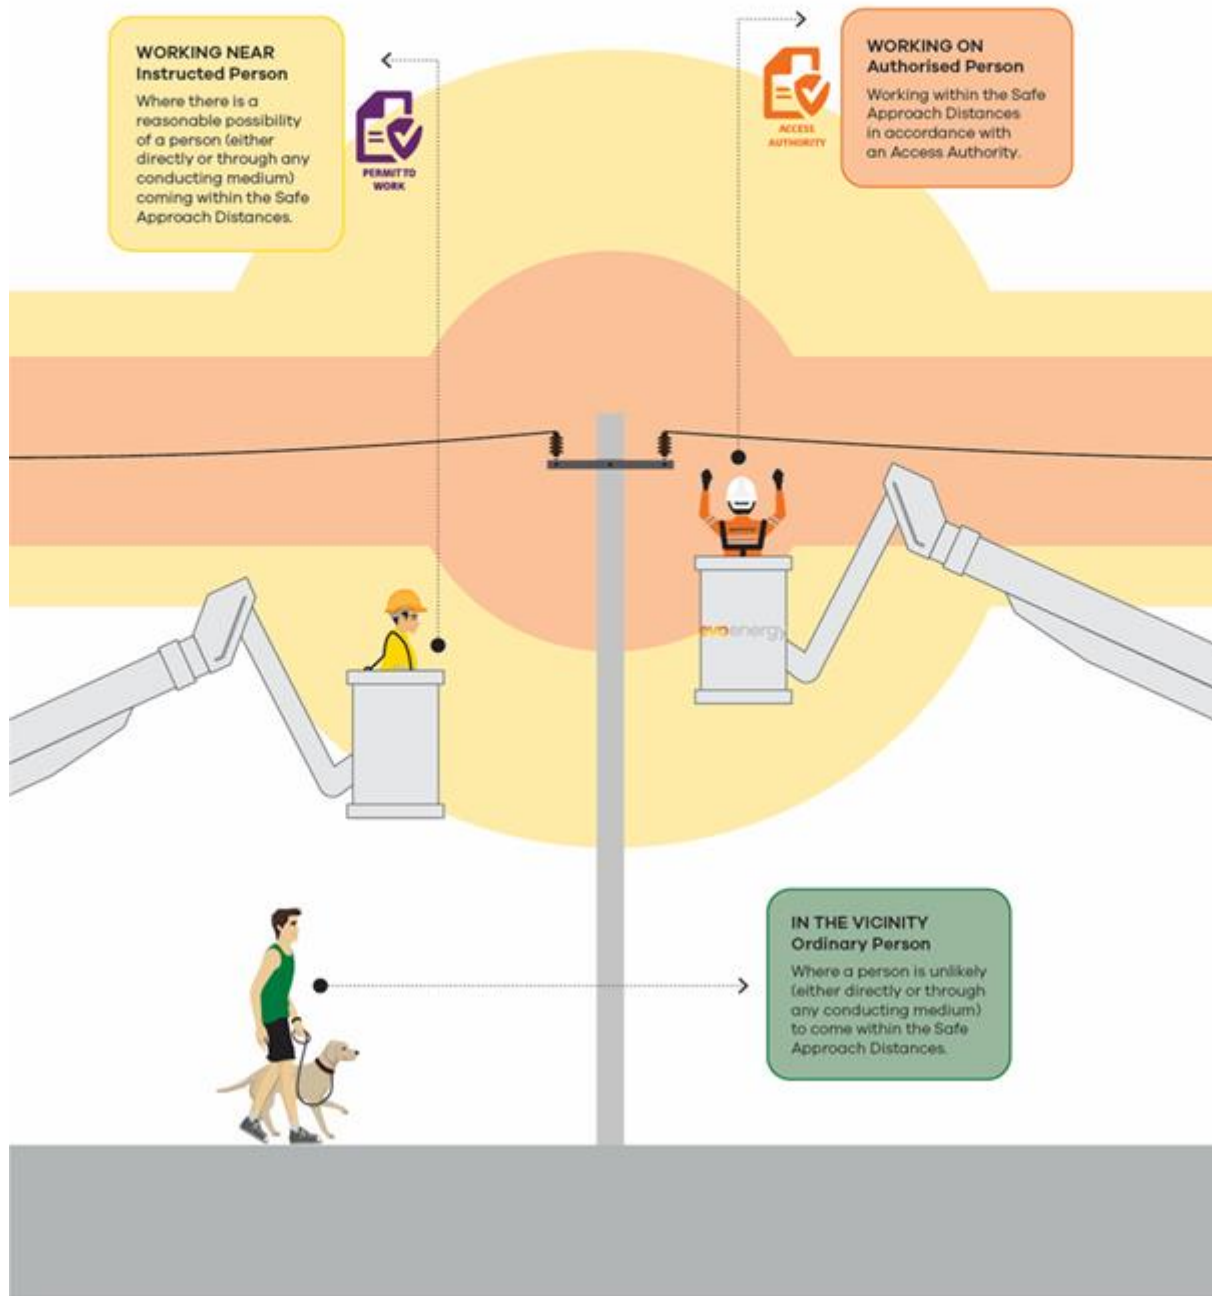 WORKING NEAR
Instructed Person
Where there is a
reasonable possibility
of a person (either
directly or through any
conducting medium)
coming within the Safe
Approach Distances.
PERMIT TO
WORK
ACCESS
AUTHORITY
WORKING ON
Authorised Person
Working within the Safe
Approach Distances
in accordance with
an Access Authority.
evoenergy
IN THE VICINITY
Ordinary Person
Where a person is unlikely
(either directly or through
any conducting medium)
to come within the Safe
Approach Distances.